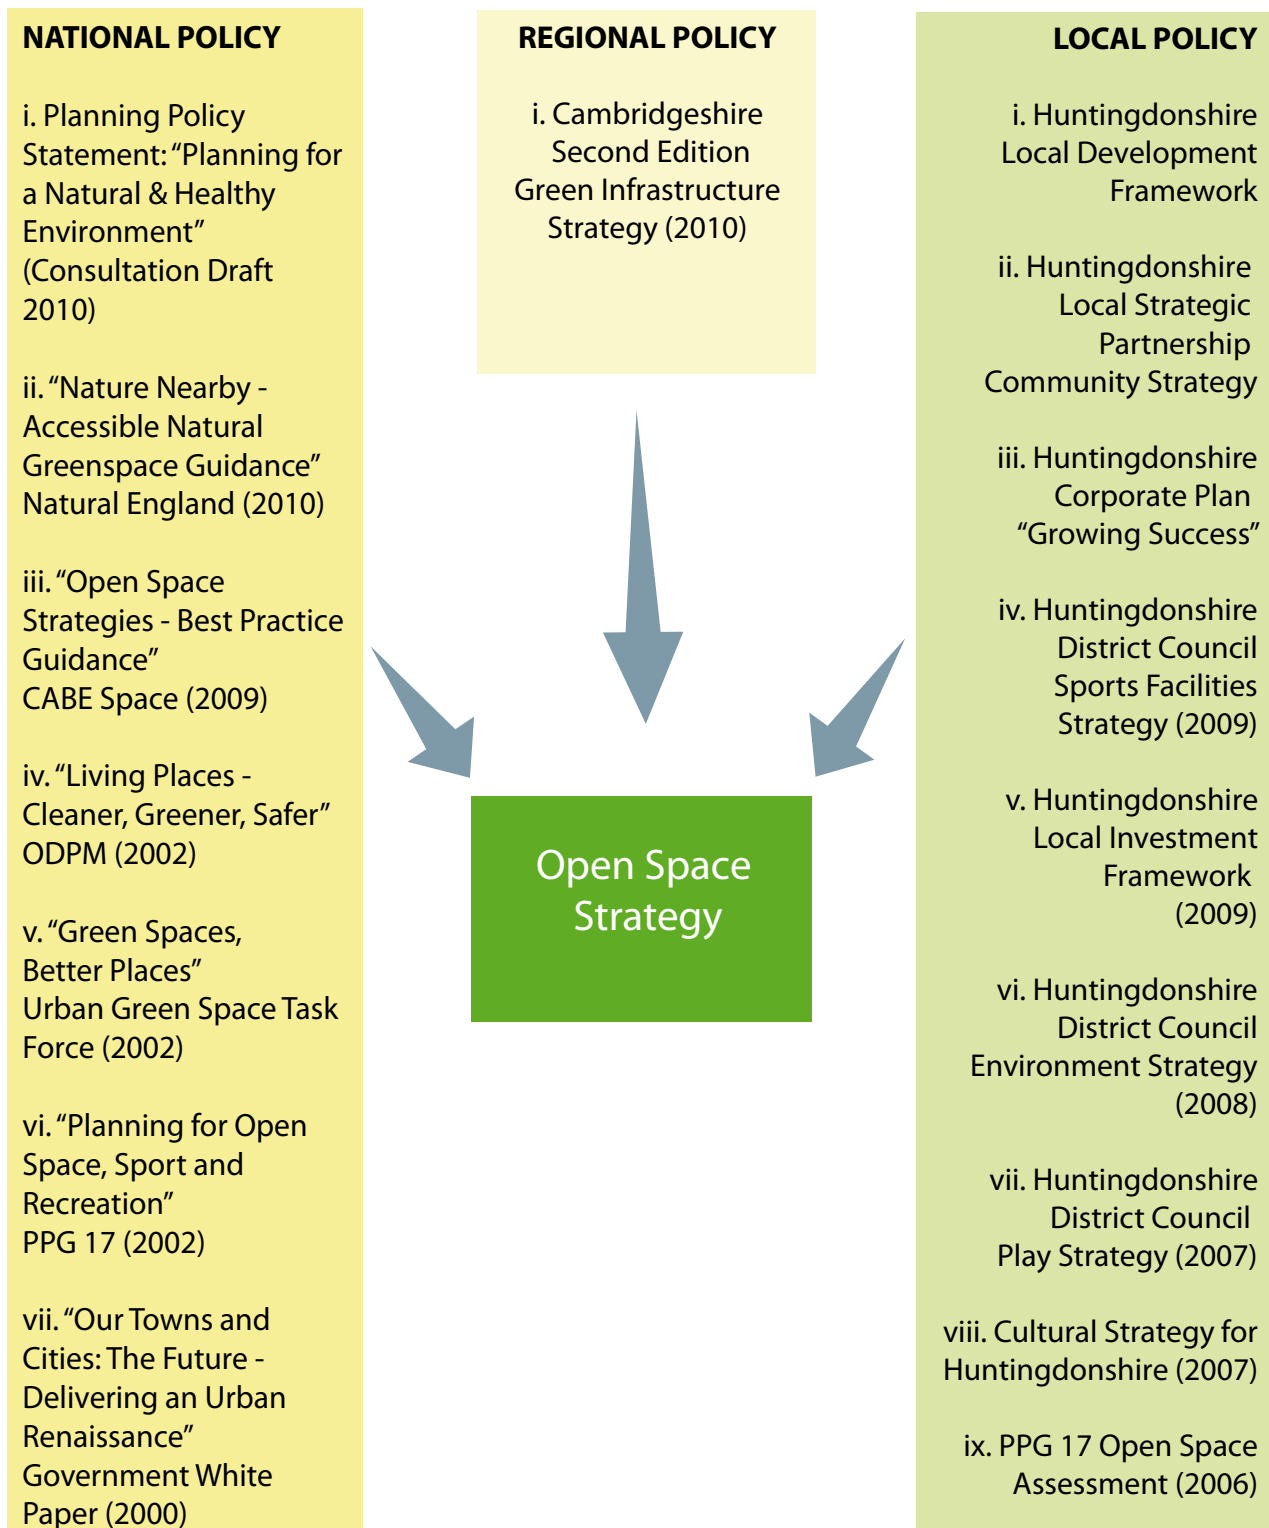 NATIONAL POLICY
i. Planning Policy
Statement: “Planning for
a Natural & Healthy
Environment”
(Consultation Draft
2010)
ii. “Nature Nearby -
Accessible Natural
Greenspace Guidance”
Natural England (2010)
iii. “Open Space
Strategies - Best Practice
Guidance”
CABE Space (2009)
iv. “Living Places -
Cleaner, Greener, Safer”
ODPM (2002)
v. “Green Spaces,
Better Places”
Urban Green Space Task
Force (2002)
vi. “Planning for Open
Space, Sport and
Recreation”
PPG 17 (2002)
vii. “Our Towns and
Cities: The Future -
Delivering an Urban
Renaissance”
Government White
Paper (2000)
REGIONAL POLICY
i. Cambridgeshire
Second Edition
Green Infrastructure
Strategy (2010)
Open Space
Strategy
LOCAL POLICY
i. Huntingdonshire
Local Development
Framework
ii. Huntingdonshire
Local Strategic
Partnership
Community Strategy
iii. Huntingdonshire
Corporate Plan
“Growing Success”
iv. Huntingdonshire
District Council
Sports Facilities
Strategy (2009)
v. Huntingdonshire
Local Investment
Framework
(2009)
vi. Huntingdonshire
District Council
Environment Strategy
(2008)
vii. Huntingdonshire
District Council
Play Strategy (2007)
viii. Cultural Strategy for
Huntingdonshire (2007)
ix. PPG 17 Open Space
Assessment (2006)